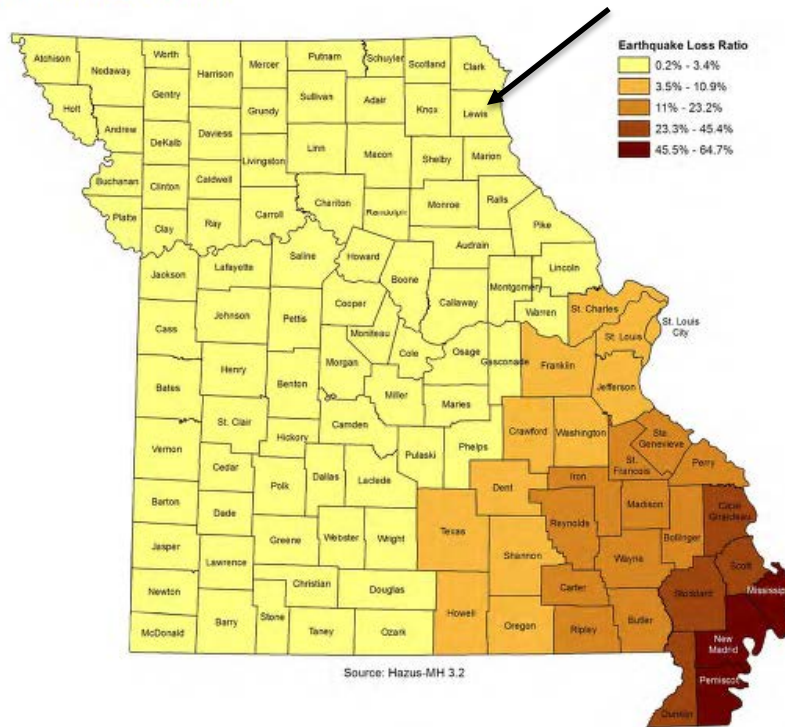 Earthquake Loss Ratio
0.2% - 3.4%
3.5% - 10.9%
11% - 23.2%
23.3% - 45.4%
45.5% - 64.7%
Atchison
Nodaway
Worth
Harrison
Mercer
Putnam
Schuyler
Scotland
Clark
Holt
Gentry
Sullivan
Adair
Knox
Lewis
Andrew
DeKalb
Daviess
Grundy
Linn
Macon
Shelby
Marion
Buchanan
Clinton
Caldwell
Livingston
Chariton
Randolph
Monroe
Ralls
Platte
Clay
Ray
Carroll
Pike
Audrain
Saline
Howard
Boone
Lincoln
Jackson
Lafayette
Callaway
Montgomery
Warren
St. Charles
Cooper
St. Louis
City
Cass
Johnson
Pettis
Moniteau
Cole
Osage
Gasconade
Franklin
St. Louis
Morgan
Jefferson
Bates
Henry
Benton
Miller
Maries
St. Clair
Camden
Crawford
Washington
Ste.
Genevieve
Vernon
Hickory
Pulaski
Phelps
St.
Francois
Perry
Cedar
Polk
Dallas
Laclede
Dent
Iron
Barton
Dade
Texas
Reynolds
Madison
Bollinger
Cape
Girardeau
Jasper
Greene
Webster
Wright
Shannon
Wayne
Scott
Lawrence
Newton
Christian
Douglas
Carter
Stoddard
Mississippi
McDonald
Barry
Stone
Taney
Ozark
Howell
Oregon
Ripley
Butler
New
Madrid
Source: Hazus-MH 3.2
Pemiscot
Dunklin